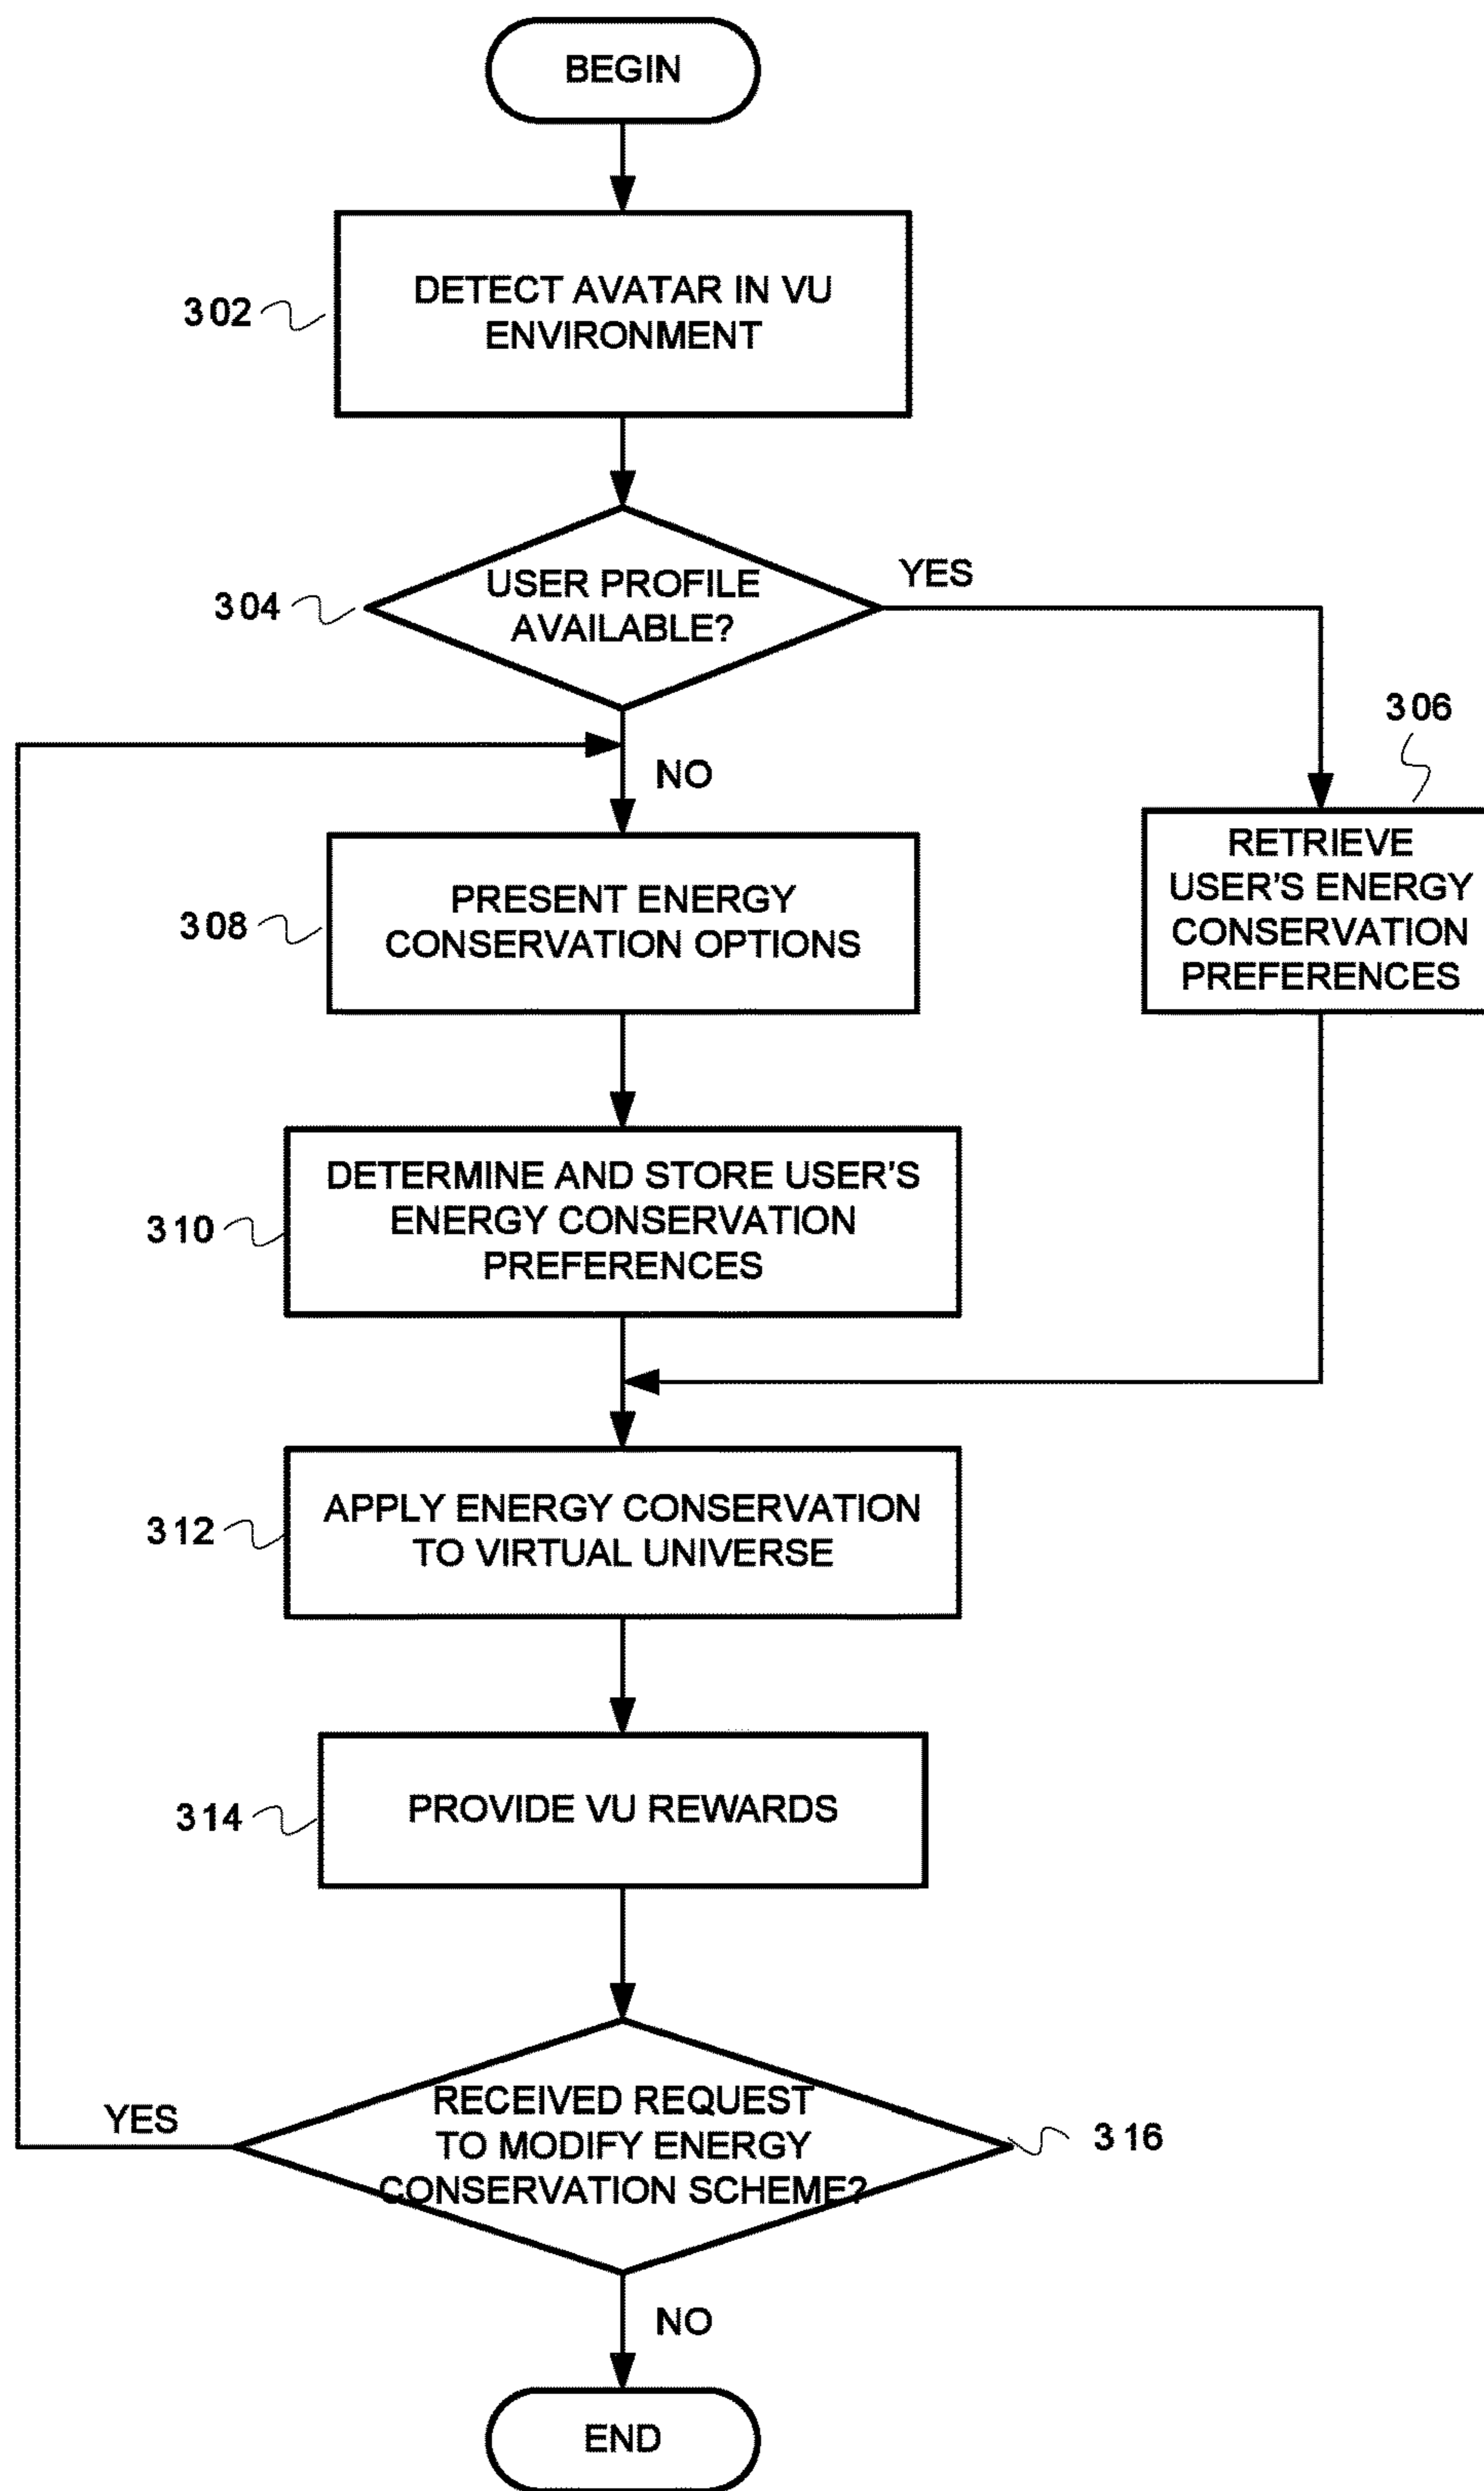 BEGIN
302
DETECT AVATAR IN VU
ENVIRONMENT
304
USER PROFILE
AVAILABLE?
YES
306
RETRIEVE
USER'S ENERGY
CONSERVATION
PREFERENCES
NO
308
PRESENT ENERGY
CONSERVATION OPTIONS
310
DETERMINE AND STORE USER'S
ENERGY CONSERVATION
PREFERENCES
312
APPLY ENERGY CONSERVATION
TO VIRTUAL UNIVERSE
314
PROVIDE VU REWARDS
YES
RECEIVED REQUEST
TO MODIFY ENERGY
CONSERVATION SCHEME?
316
NO
END